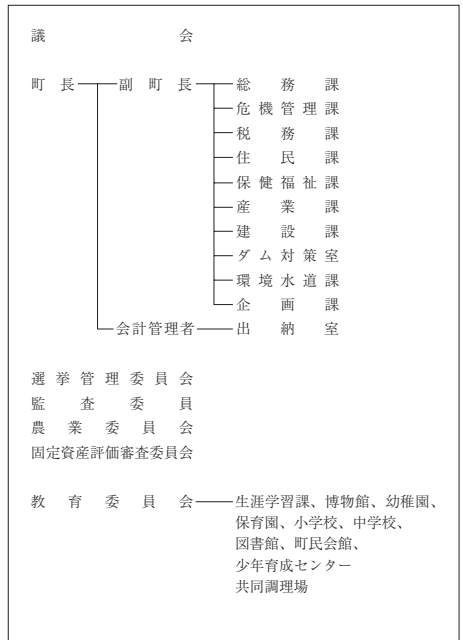 議会
町長 副町長 総務課
危機管理課
税務課
住民課
保健福祉課
産業課
建設課
ダム対策室
環境水道課
企画課
会計管理者 出納室
選挙管理委員会
監査委員
農業委員会
固定資産評価審査委員会
教育委員会 生涯学習課、博物館、幼稚園、
保育園、小学校、中学校、
図書館、町民会館、
少年育成センター
共同調理場